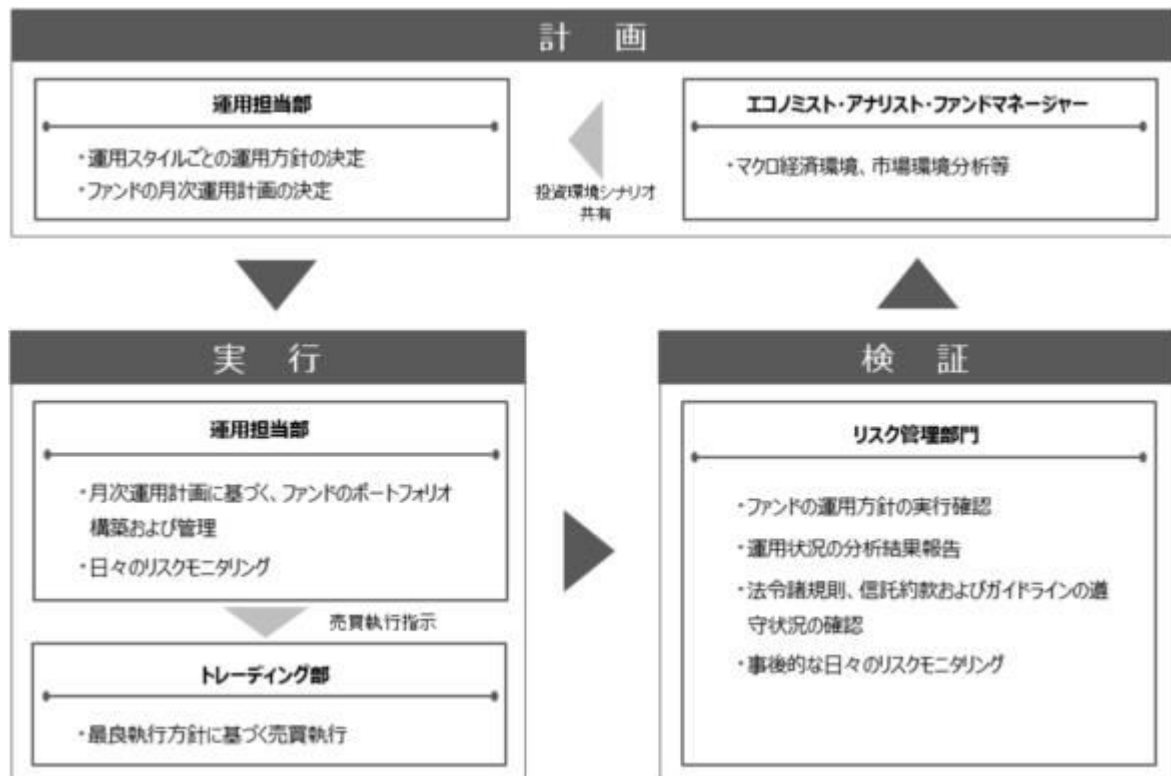 計 画
運用担当部
・運用スタイルごとの運用方針の決定
・ファンドの月次運用計画の決定
投資環境シナリオ
共有
エコノミスト・アナリスト・ファンドマネージャー
・マクロ経済環境、市場環境分析等
実 行
運用担当部
・月次運用計画に基づく、ファンドのポートフォリオ
構築および管理
・日々のリスクモニタリング
売買執行指示
トレーディング部
・最良執行方針に基づく売買執行
検 証
リスク管理部門
・ファンドの運用方針の実行確認
・運用状況の分析結果報告
・法令諸規則、信託約款およびガイドラインの遵
守状況の確認
・事後的な日々のリスクモニタリング